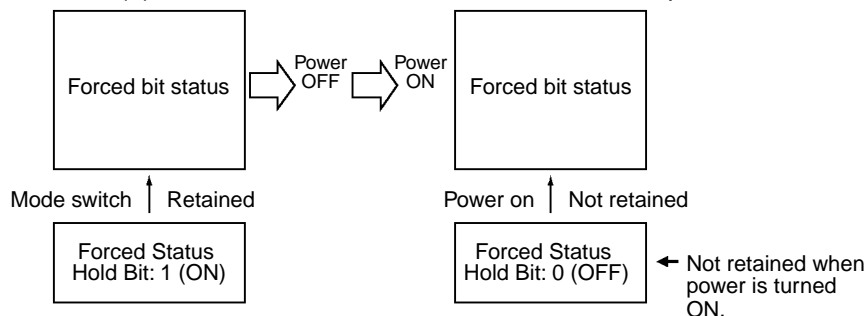 Forced bit status
Power
OFF
Power
ON
Forced bit status
Mode switch
Retained
Power on
Not retained
Forced Status
Hold Bit: 1 (ON)
Forced Status
Hold Bit: 0 (OFF)
Not retained when
power is turned
ON.